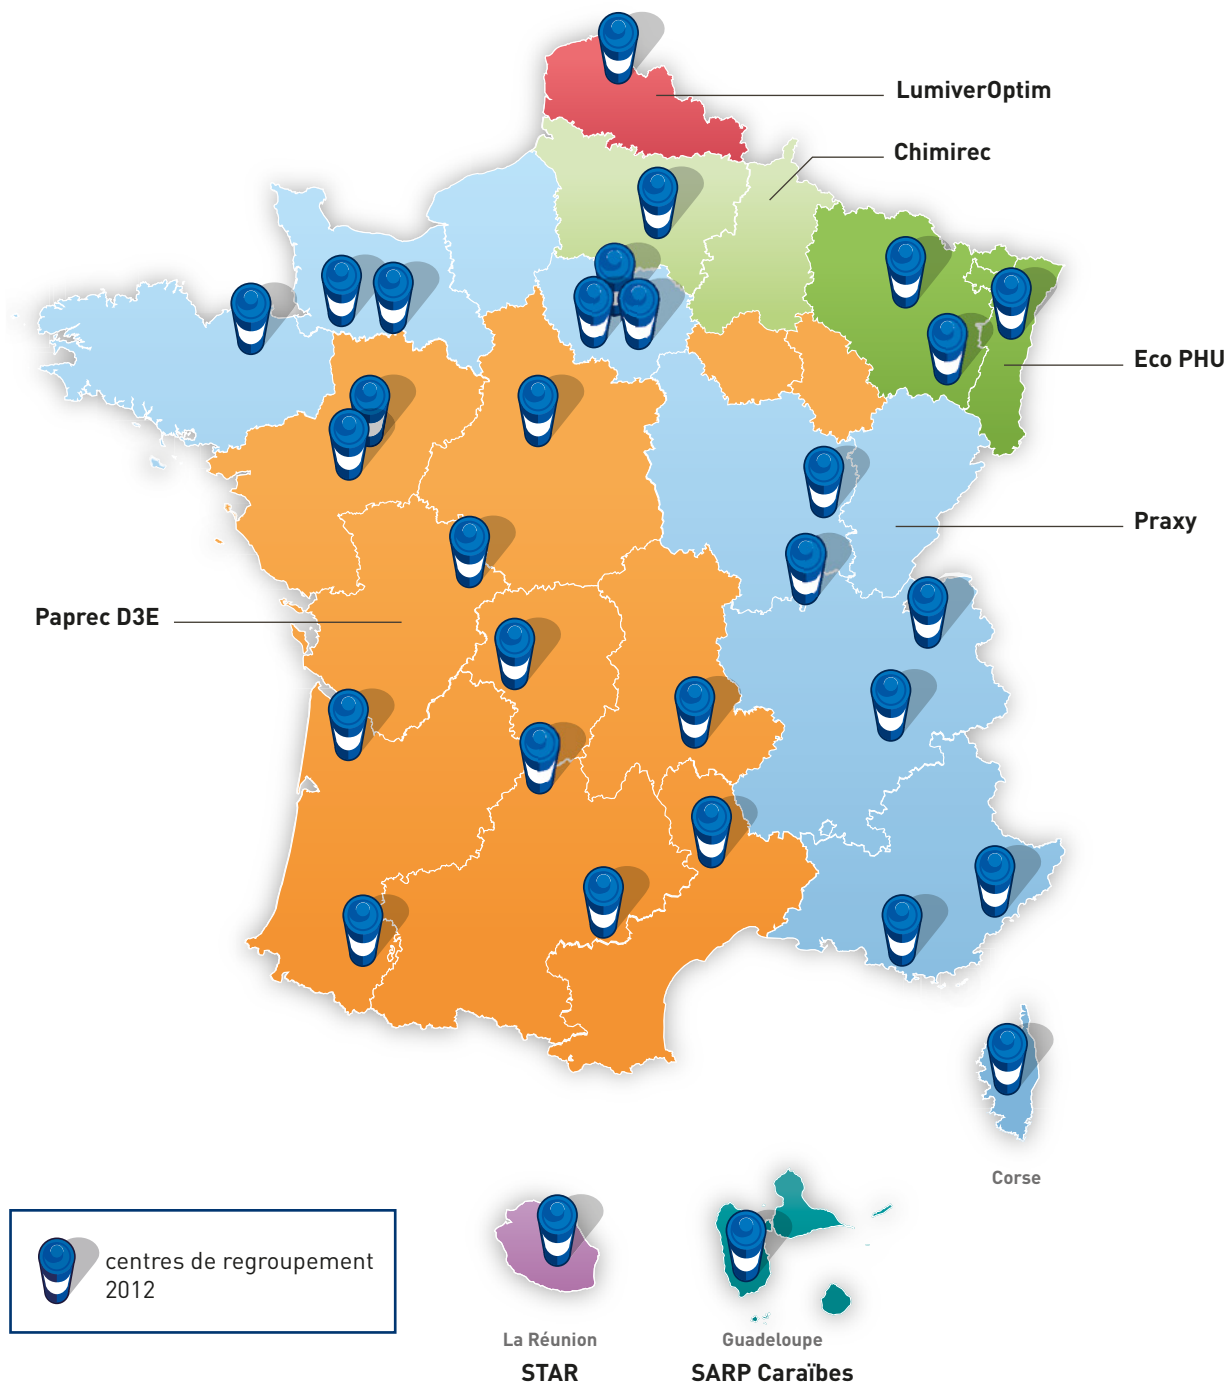 LumiverOptim
Chimirec
Eco PHU
Praxy
Paprec D3E
Corse
centres de regroupement
2012
La Réunion
STAR
Guadeloupe
SARP Caraïbes